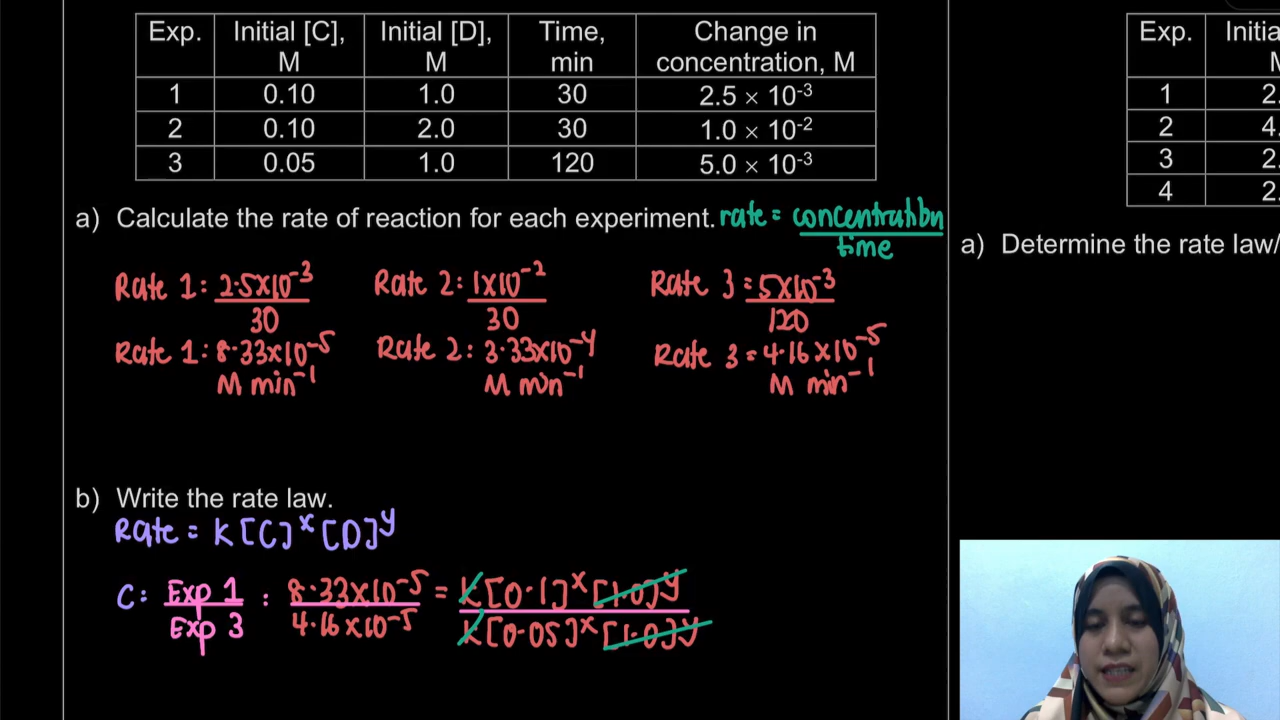 Exp. Initial [C], M Initial [D], M Time, min Change in concentration, M
1 0.10 1.0 30 2.5 × 10⁻³
2 0.10 2.0 30 1.0 × 10⁻²
3 0.05 1.0 120 5.0 × 10⁻³
a) Calculate the rate of reaction for each experiment. rate = concentration / time
Rate 1: 2.5x10⁻³ / 30
Rate 2: 1x10⁻² / 30
Rate 3 = 5x10⁻³ / 120
Rate 1: 8.33x10⁻⁵ M min⁻¹
Rate 2: 3.33x10⁻⁴ M min⁻¹
Rate 3 = 4.16x10⁻⁵ M min⁻¹
b) Write the rate law.
Rate = K[C]ˣ[D]ʸ
C: Exp 1 / Exp 3 : 8.33x10⁻⁵ / 4.16x10⁻⁵ = K[0.1]ˣ[1.0]ʸ / K[0.05]ˣ[1.0]ʸ
Exp. Initia
M
1 2.
2 4.
3 2.
4 2.
a) Determine the rate law/